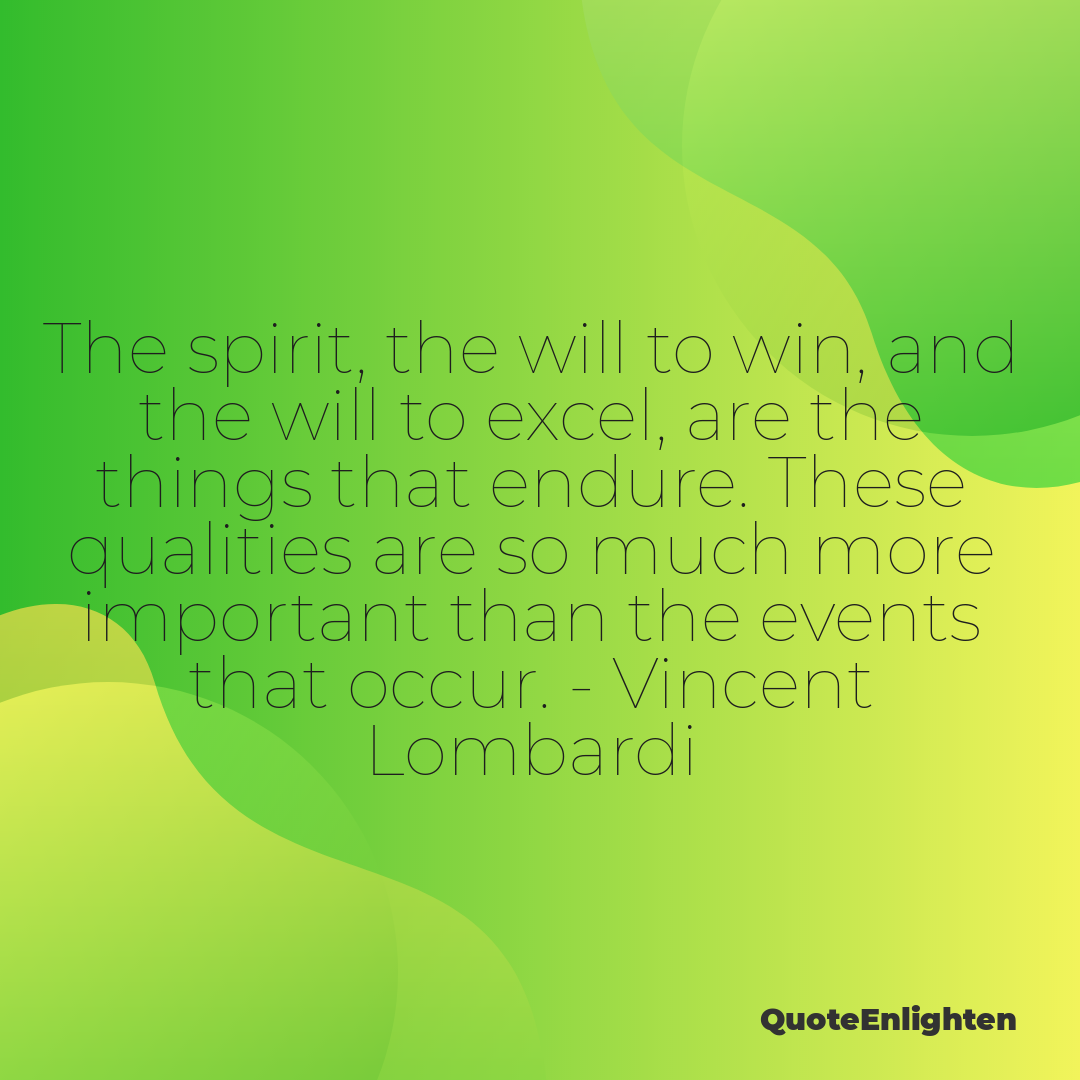 The spirit, the will to win, and
the will to excel, are the
things that endure. These
qualities are so much more
important than the events
that occur. - Vincent
Lombardi
QuoteEnlighten